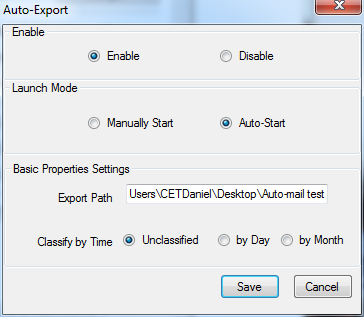 Auto-Export
Enable
Enable Disable
Launch Mode
Manually Start Auto-Start
Basic Properties Settings
Export Path Users\CETDaniel\Desktop\Auto-mail test
Classify by Time Unclassified by Day by Month
Save Cancel